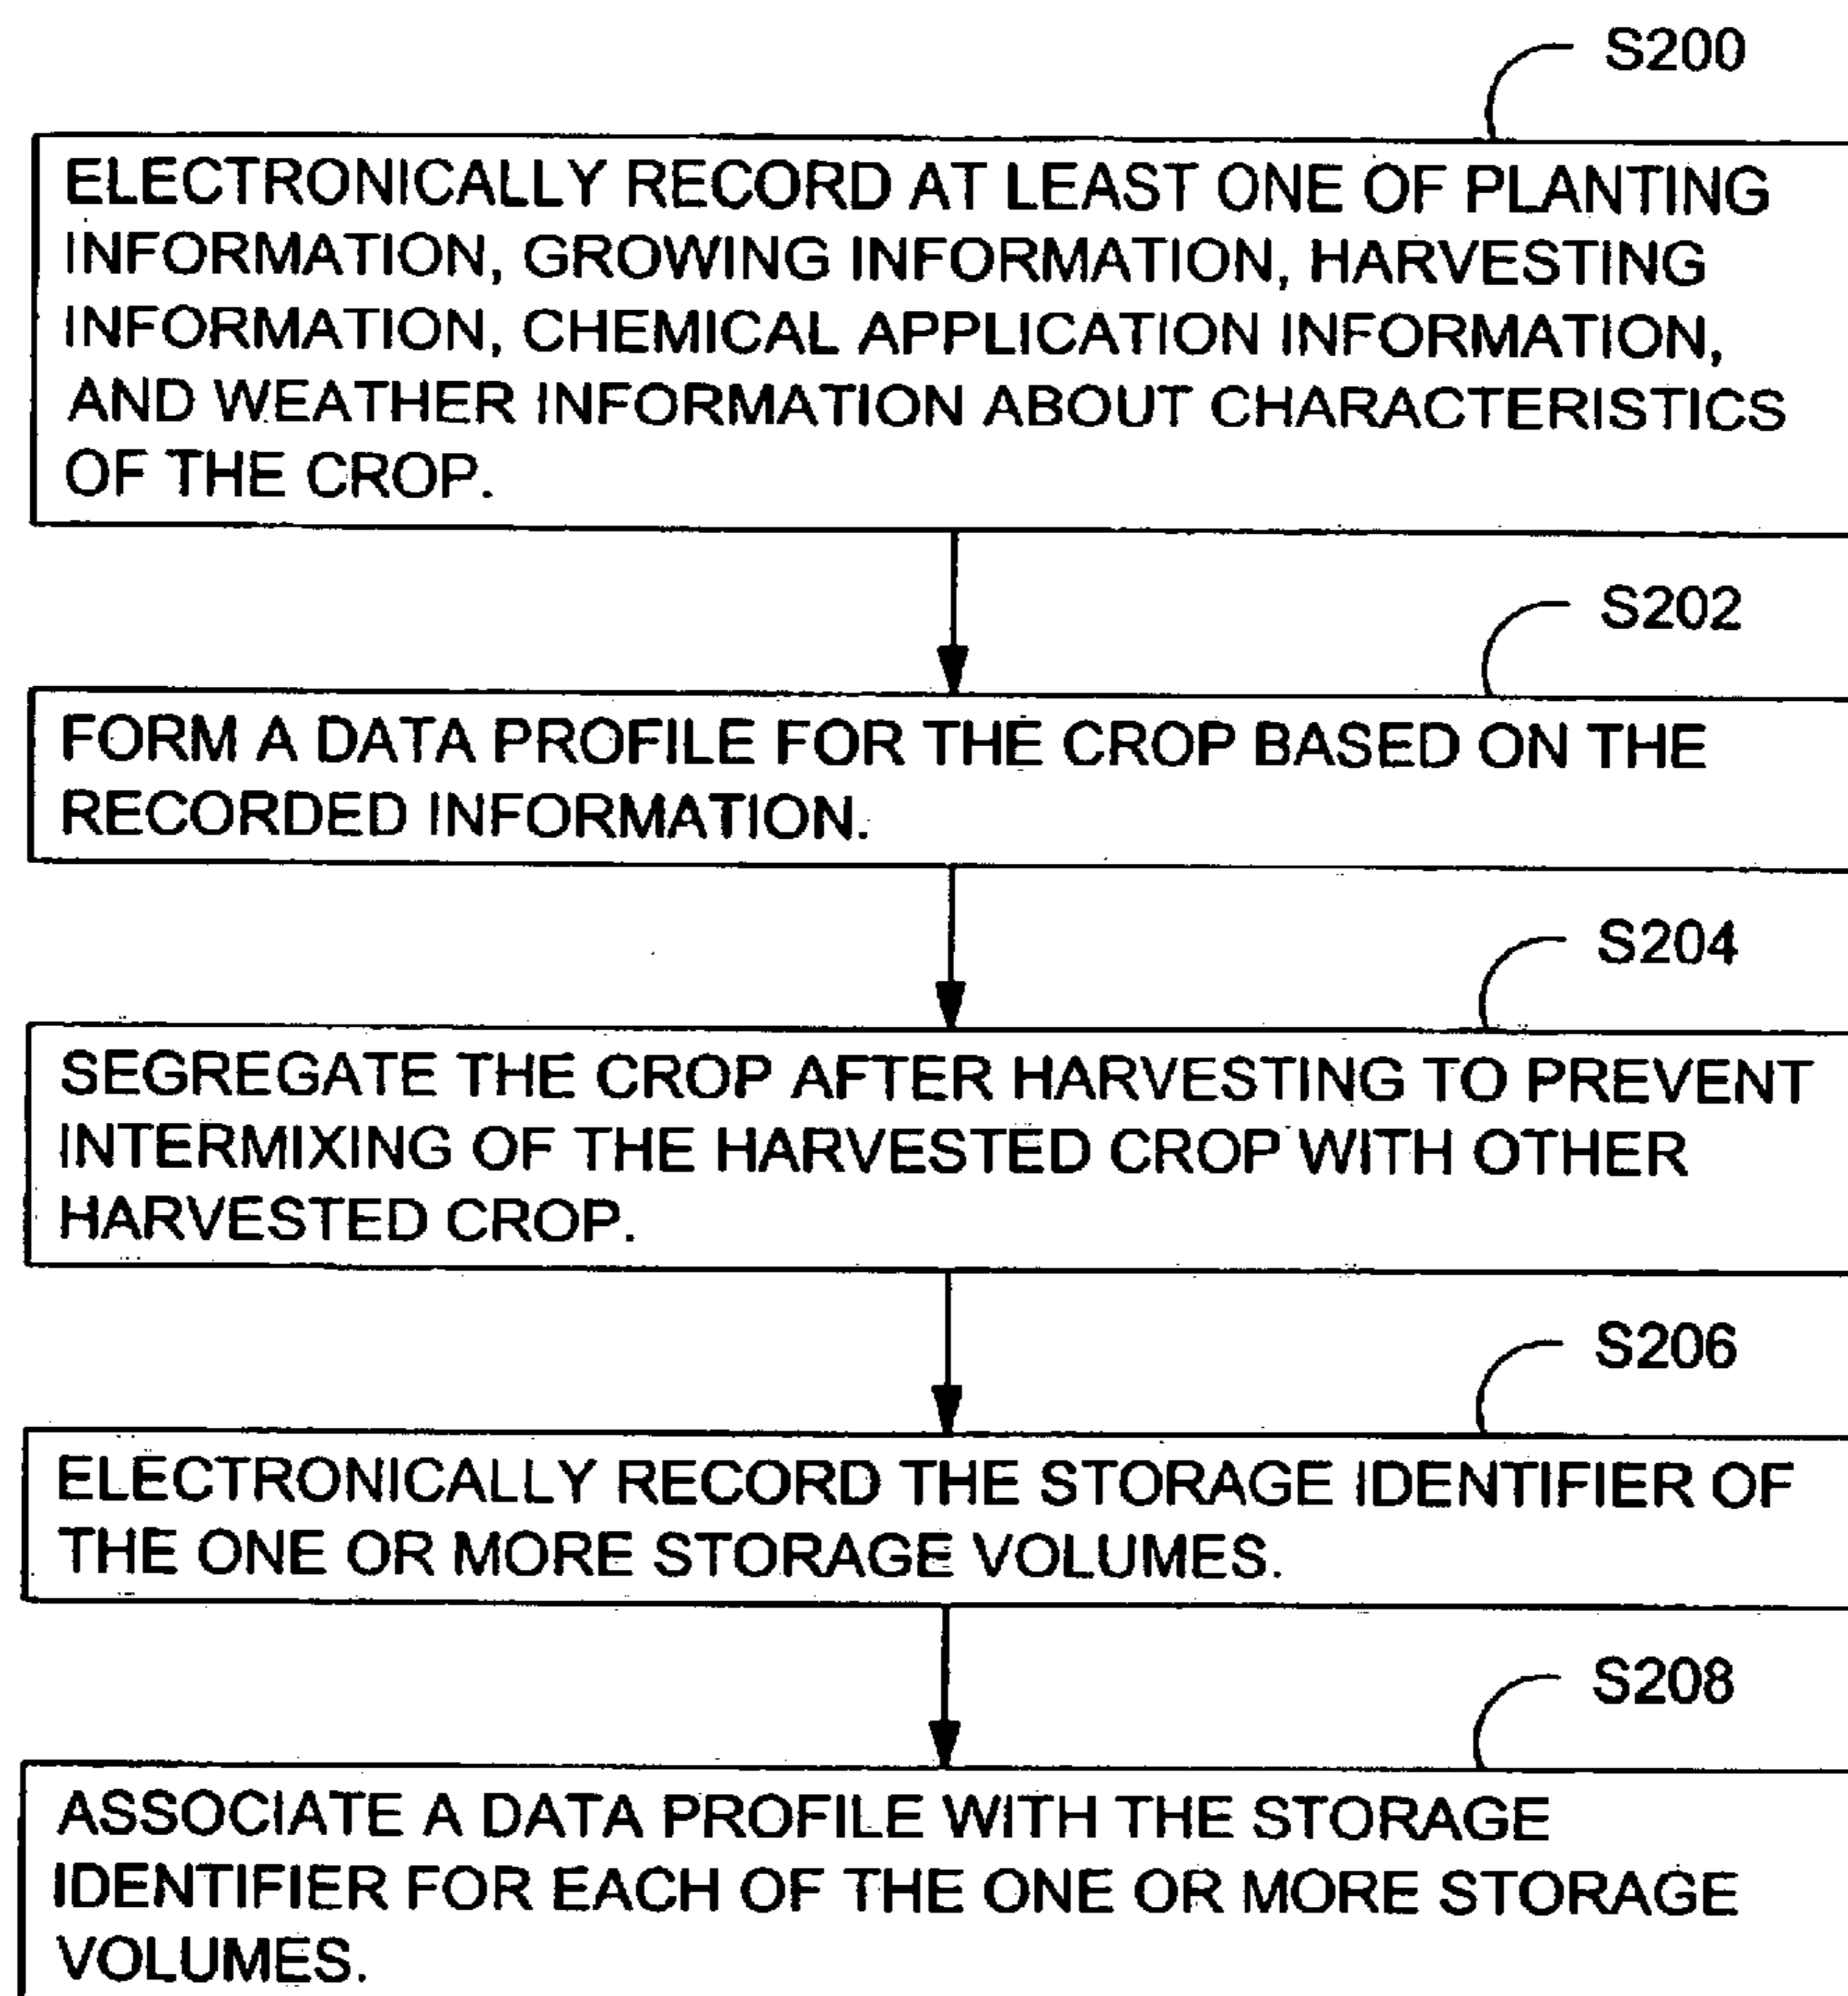 S200
ELECTRONICALLY RECORD AT LEAST ONE OF PLANTING
INFORMATION, GROWING INFORMATION, HARVESTING
INFORMATION, CHEMICAL APPLICATION INFORMATION,
AND WEATHER INFORMATION ABOUT CHARACTERISTICS
OF THE CROP.
S202
FORM A DATA PROFILE FOR THE CROP BASED ON THE
RECORDED INFORMATION.
S204
SEGREGATE THE CROP AFTER HARVESTING TO PREVENT
INTERMIXING OF THE HARVESTED CROP WITH OTHER
HARVESTED CROP.
S206
ELECTRONICALLY RECORD THE STORAGE IDENTIFIER OF
THE ONE OR MORE STORAGE VOLUMES.
S208
ASSOCIATE A DATA PROFILE WITH THE STORAGE
IDENTIFIER FOR EACH OF THE ONE OR MORE STORAGE
VOLUMES.